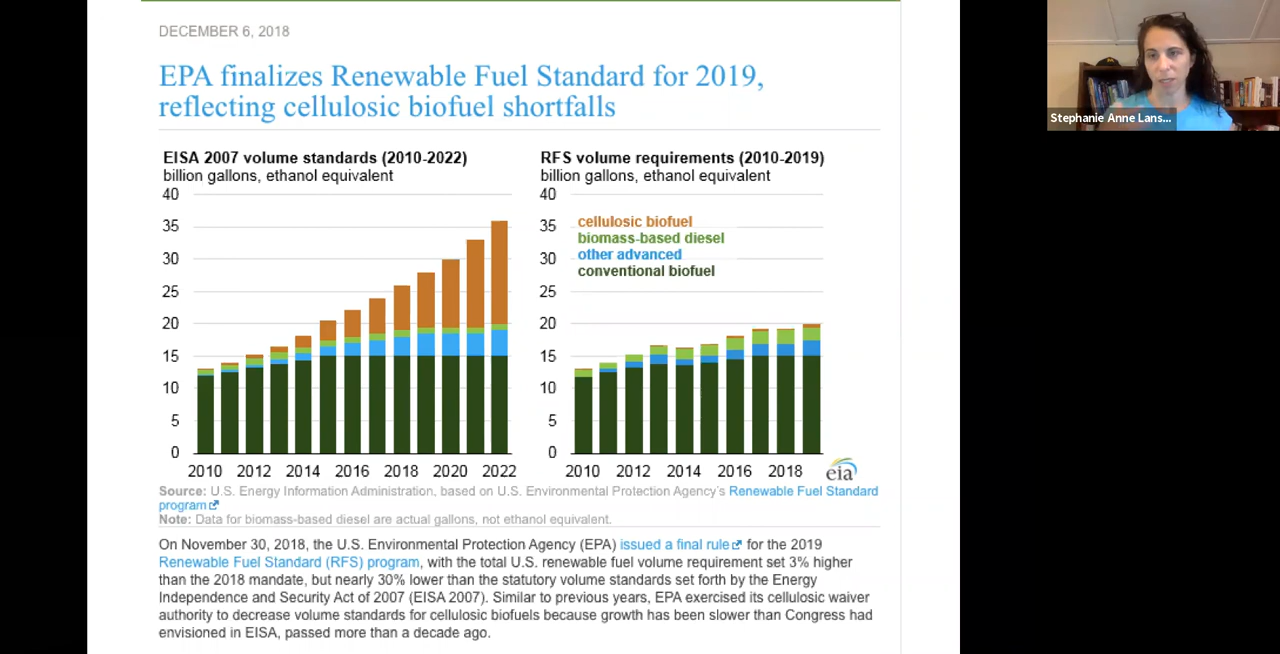 DECEMBER 6, 2018
EPA finalizes Renewable Fuel Standard for 2019,
reflecting cellulosic biofuel shortfalls
EISA 2007 volume standards (2010-2022)
billion gallons, ethanol equivalent
40
35
30
25
20
15
10
5
0
2010 2012 2014 2016 2018 2020 2022
RFS volume requirements (2010-2019)
billion gallons, ethanol equivalent
40
35
30
25
20
15
10
5
0
cellulosic biofuel
biomass-based diesel
other advanced
conventional biofuel
2010 2012 2014 2016 2018
eia
Source: U.S. Energy Information Administration, based on U.S. Environmental Protection Agency's Renewable Fuel Standard
program
Note: Data for biomass-based diesel are actual gallons, not ethanol equivalent.
On November 30, 2018, the U.S. Environmental Protection Agency (EPA) issued a final rule for the 2019
Renewable Fuel Standard (RFS) program, with the total U.S. renewable fuel volume requirement set 3% higher
than the 2018 mandate, but nearly 30% lower than the statutory volume standards set forth by the Energy
Independence and Security Act of 2007 (EISA 2007). Similar to previous years, EPA exercised its cellulosic waiver
authority to decrease volume standards for cellulosic biofuels because growth has been slower than Congress had
envisioned in EISA, passed more than a decade ago.
Stephanie Anne Lans...